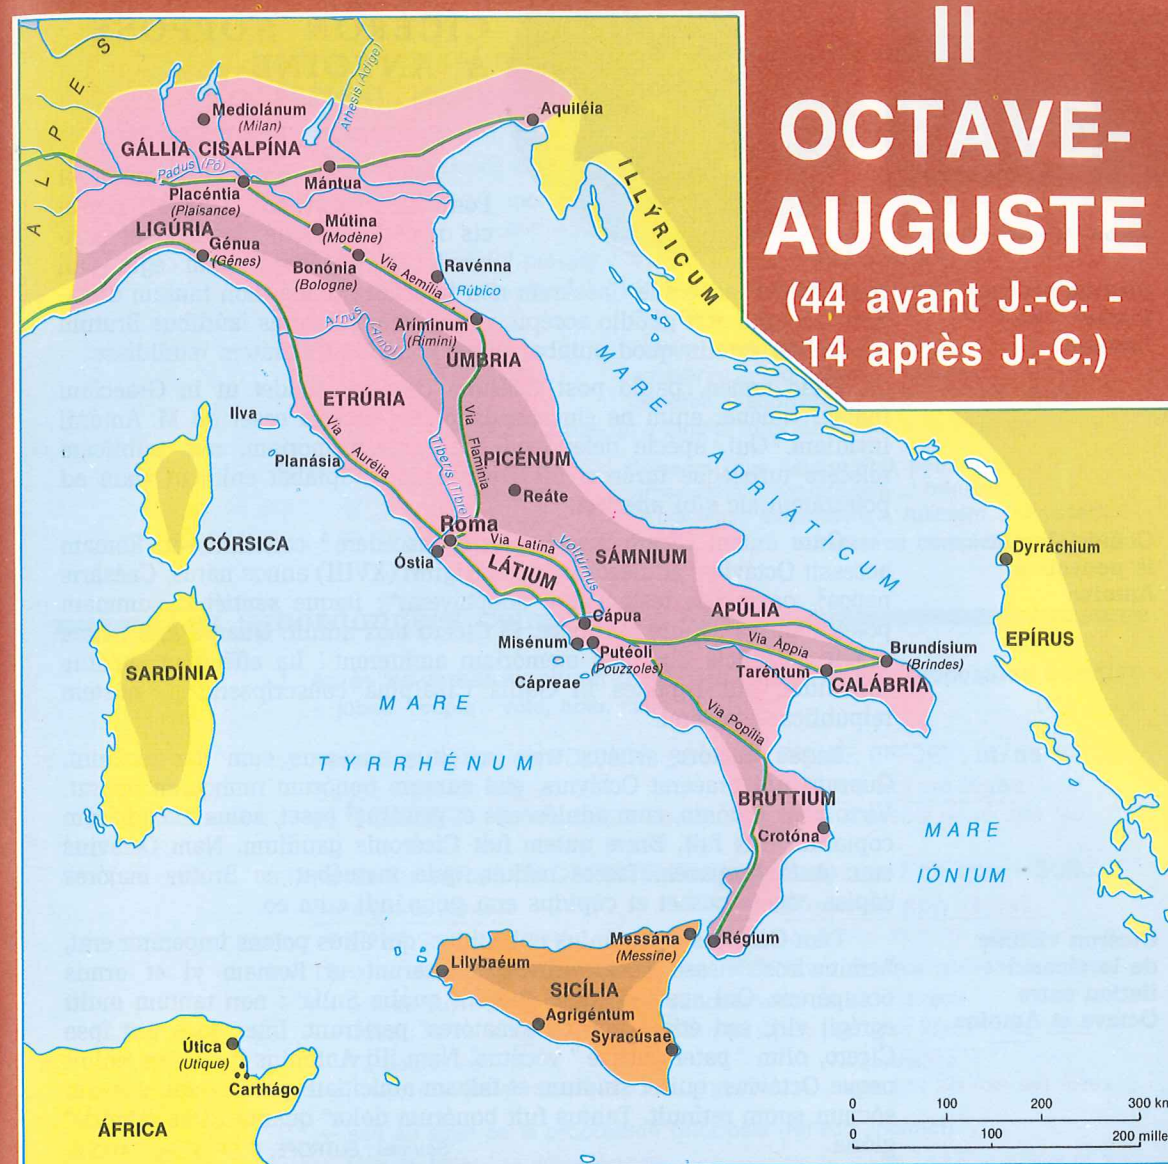 II
OCTAVE-
AUGUSTE
(44 avant J.-C. -
14 après J.-C.)
ALPES
Mediolánum
(Milan)
Athesis (Adige)
Aquiléia
GÁLLIA CISALPÍNA
Padus (Pô)
Placéntia
(Plaisance)
Mántua
ILLÝRICUM
LIGÚRIA
Génua
(Gênes)
Mútina
(Modène)
Bonónia
(Bologne)
Via Aemília
Ravénna
Rúbico
Arnus (Arno)
Aríminum
(Rimini)
ÚMBRIA
MARE ADRIÁTICUM
ETRÚRIA
Ilva
Via Aurélia
Via Flamínia
Planásia
Tíberis (Tibre)
PICÉNUM
Reáte
Roma
CÓRSICA
Óstia
Via Latina
LÁTIUM
Volturnus
SÁMNIUM
Dyrráchium
Cápua
APÚLIA
Misénum
Putéoli
(Pouzzoles)
Via Appia
Brundísium
(Brindes)
EPÍRUS
SARDÍNIA
Cápreae
Taréntum
CALÁBRIA
MARE
TYRRHÉNUM
Via Popília
BRUTTIUM
Crotóna
MARE
IÓNIUM
Messána
(Messine)
Régium
Lilybaéum
SICÍLIA
Agrigéntum
Syracúsae
Útica
(Utique)
Carthágo
ÁFRICA
0 100 200 300 km
0 100 200 mille